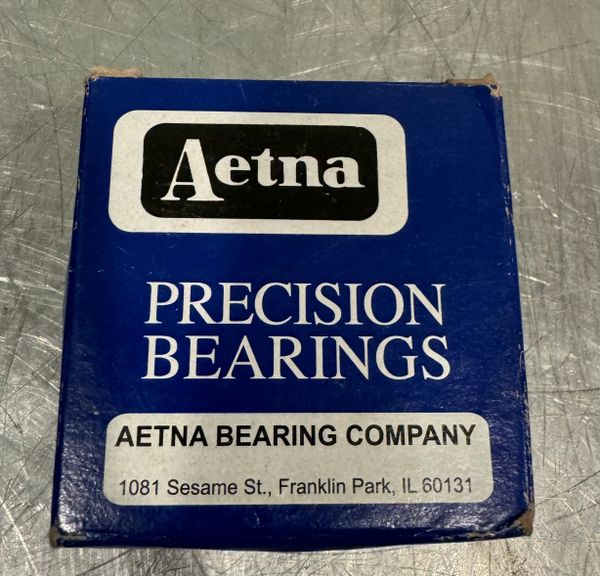 Aetna
PRECISION
BEARINGS
AETNA BEARING COMPANY
1081 Sesame St., Franklin Park, IL 60131